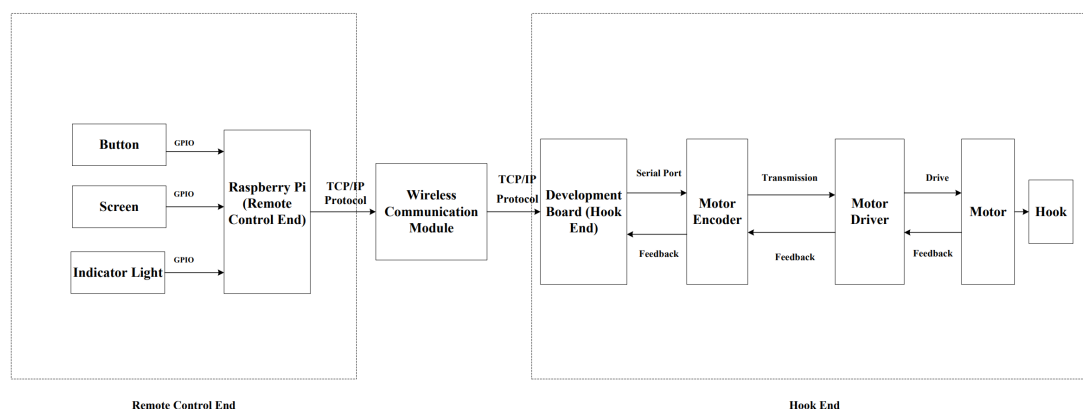 Button
GPIO
Screen
GPIO
Indicator Light
GPIO
Raspberry Pi
(Remote
Control End)
TCP/IP
Protocol
Wireless
Communication
Module
TCP/IP
Protocol
Development
Board (Hook
End)
Serial Port
Feedback
Motor
Encoder
Transmission
Feedback
Motor
Driver
Drive
Feedback
Motor
Hook
Remote Control End
Hook End